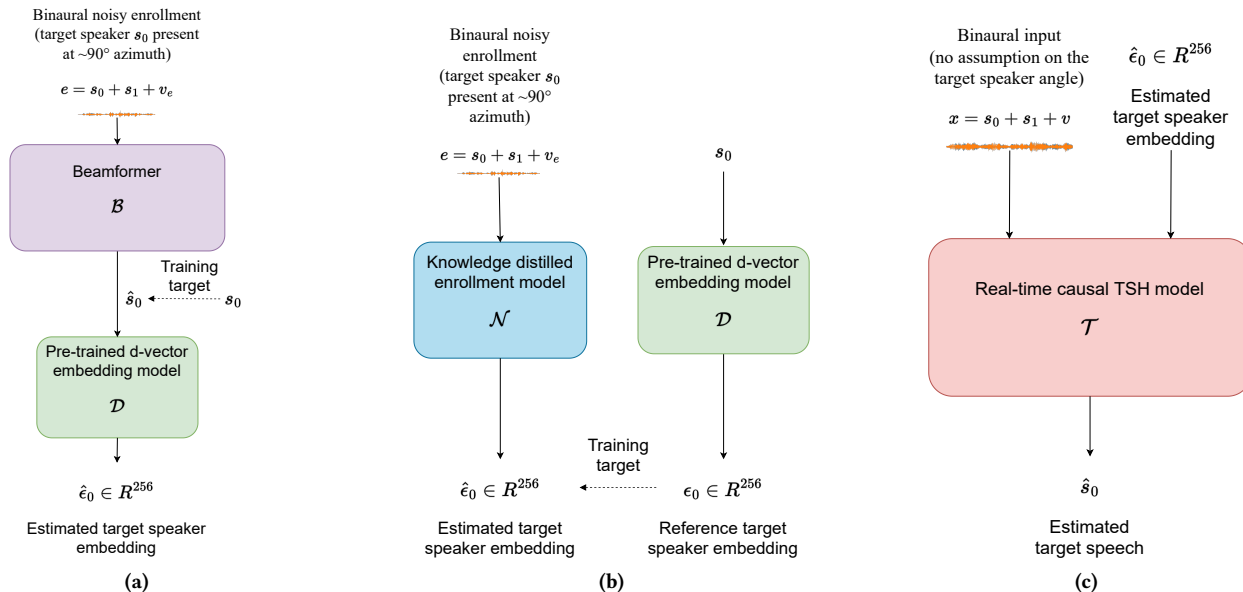 Binaural noisy enrollment
(target speaker s₀ present
at ~90° azimuth)
e = s₀ + s₁ + vₑ
Beamformer
ℬ
Training
target
ŝ₀
s₀
Pre-trained d-vector
embedding model
𝒟
ε̂₀ ∈ R²⁵⁶
Estimated target speaker
embedding
(a)
Binaural noisy
enrollment
(target speaker s₀
present at ~90°
azimuth)
e = s₀ + s₁ + vₑ
s₀
Knowledge distilled
enrollment model
𝒩
Pre-trained d-vector
embedding model
𝒟
Training
target
ε̂₀ ∈ R²⁵⁶
ε₀ ∈ R²⁵⁶
Estimated target
speaker embedding
Reference target
speaker embedding
(b)
Binaural input
(no assumption on the
target speaker angle)
x = s₀ + s₁ + v
ε̂₀ ∈ R²⁵⁶
Estimated
target speaker
embedding
Real-time causal TSH model
𝒯
ŝ₀
Estimated
target speech
(c)